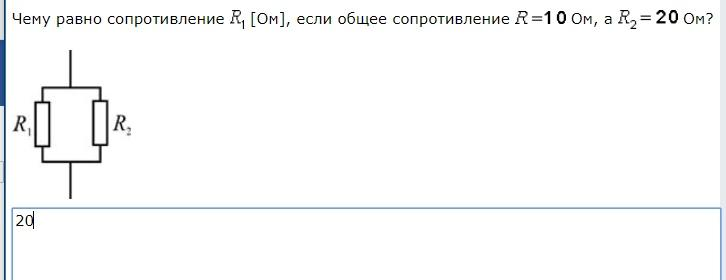 Чему равно сопротивление R₁ [Ом], если общее сопротивление R=10 Ом, а R₂=20 Ом?
R₁ R₂
20